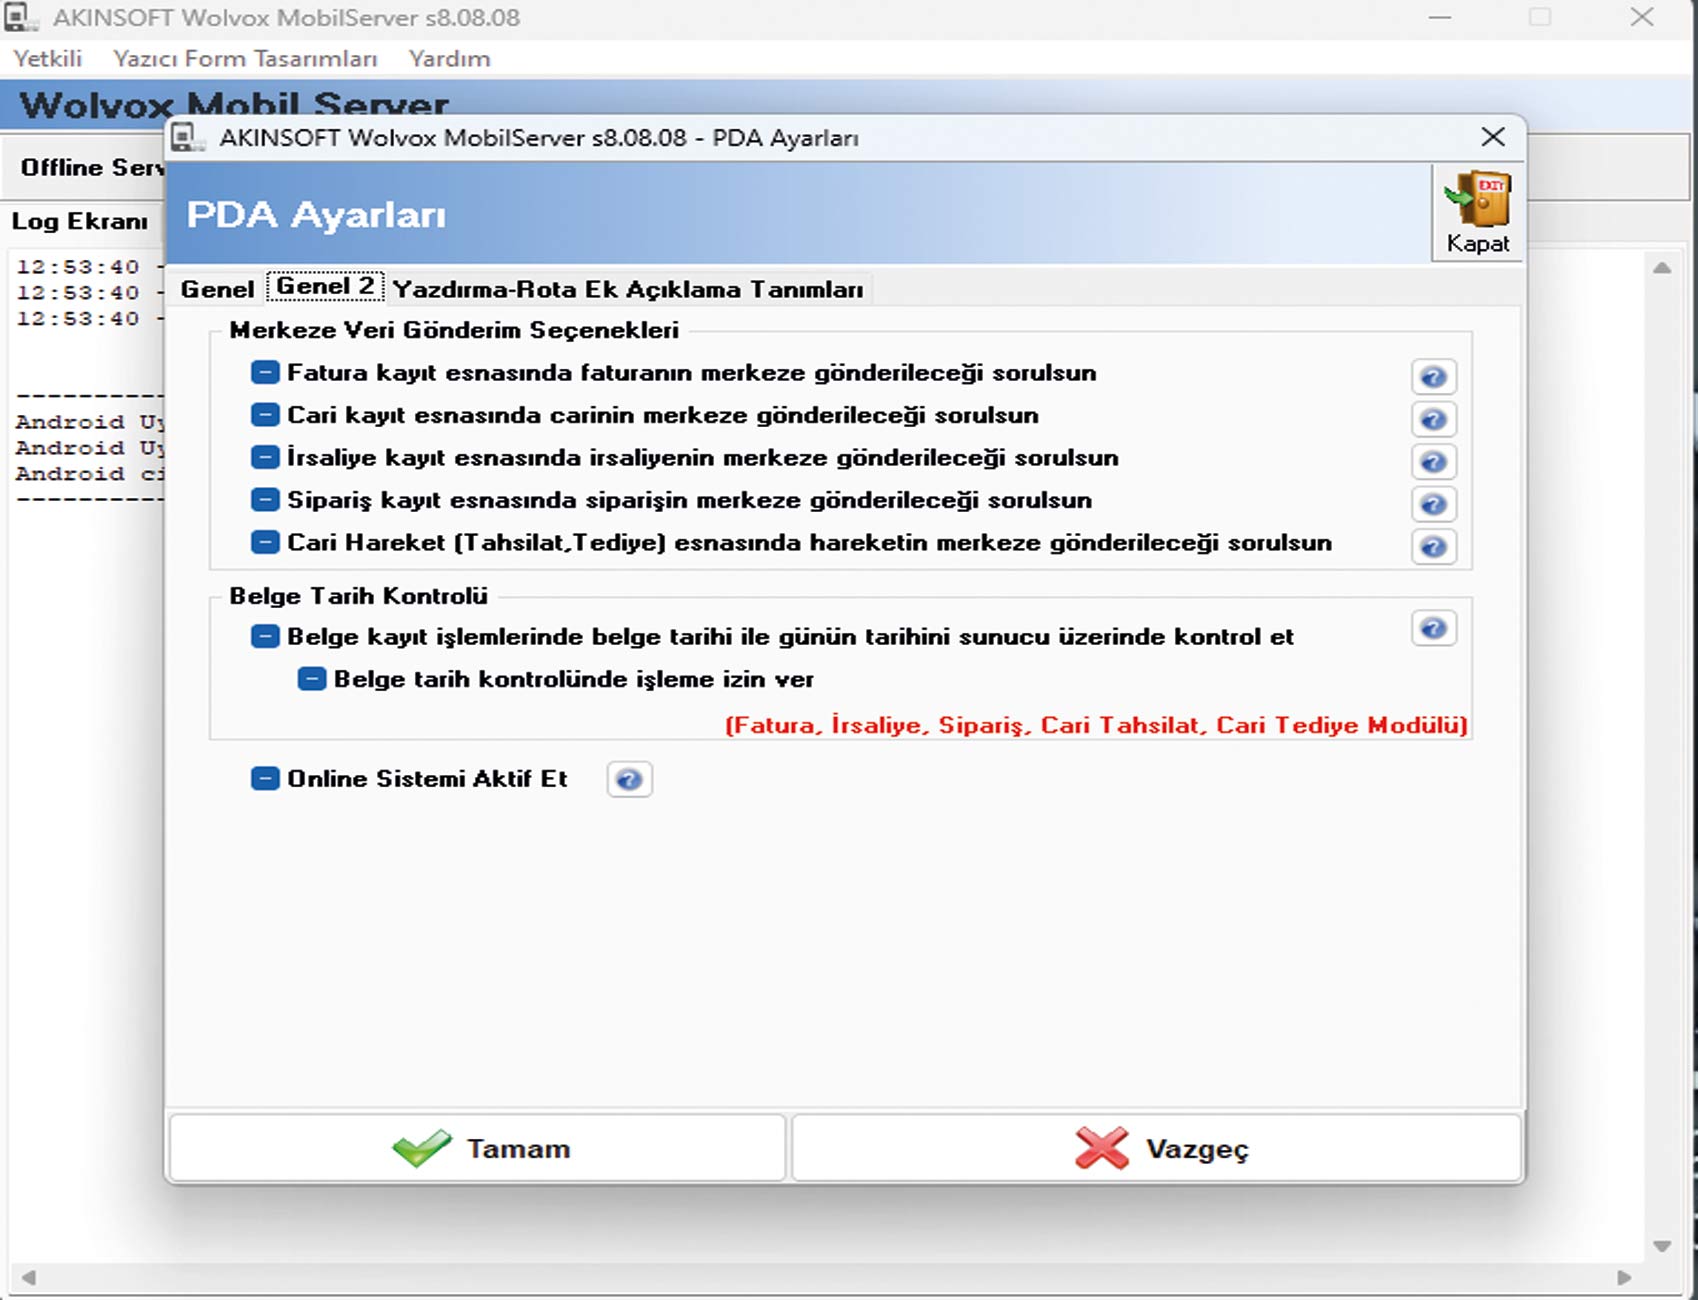 AKINSOFT Wolvox MobilServer s8.08.08
Yetkili Yazıcı Form Tasarımları Yardım
Wolvox Mobil Server
AKINSOFT Wolvox MobilServer s8.08.08 - PDA Ayarları
Offline
EXIT
PDA Ayarları
Kapat
Log Ekranı
12:53:40 -
12:53:40 -
12:53:40 -
Genel Genel 2 Yazdırma-Rota Ek Açıklama Tanımları
Merkeze Veri Gönderim Seçenekleri
Fatura kayıt esnasında faturanın merkeze gönderileceği sorulsun
Cari kayıt esnasında carinin merkeze gönderileceği sorulsun
İrsaliye kayıt esnasında irsaliyenin merkeze gönderileceği sorulsun
Sipariş kayıt esnasında siparişin merkeze gönderileceği sorulsun
Cari Hareket (Tahsilat,Tediye) esnasında hareketin merkeze gönderileceği sorulsun
-----------
Android
Android
Android
-----------
Belge Tarih Kontrolü
Belge kayıt işlemlerinde belge tarihi ile günün tarihini sunucu üzerinde kontrol et
Belge tarih kontrolünde işleme izin ver
(Fatura, İrsaliye, Sipariş, Cari Tahsilat, Cari Tediye Modülü)
Online Sistemi Aktif Et
Tamam
Vazgeç